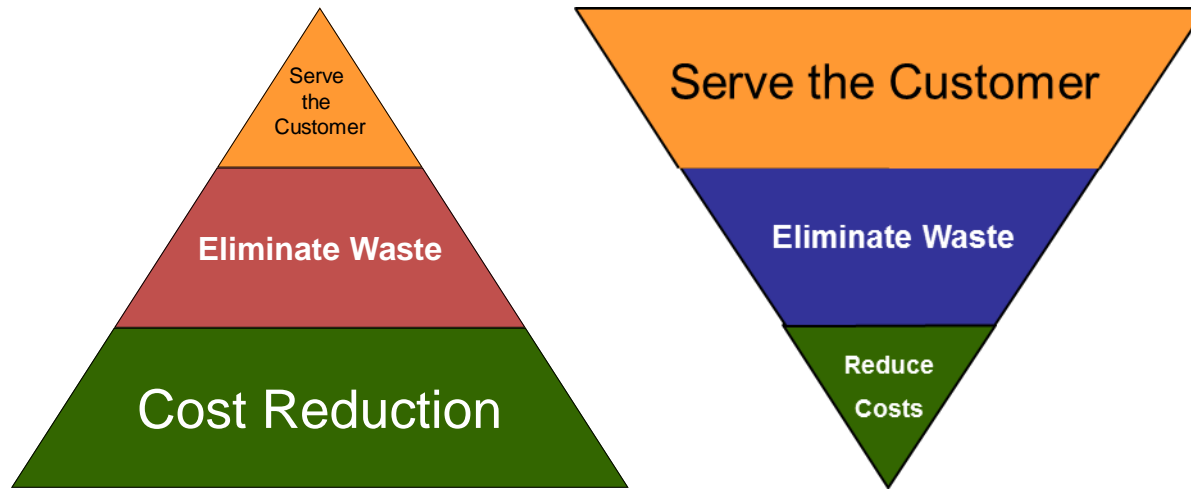 Serve
the
Customer
Eliminate Waste
Cost Reduction
Serve the Customer
Eliminate Waste
Reduce
Costs